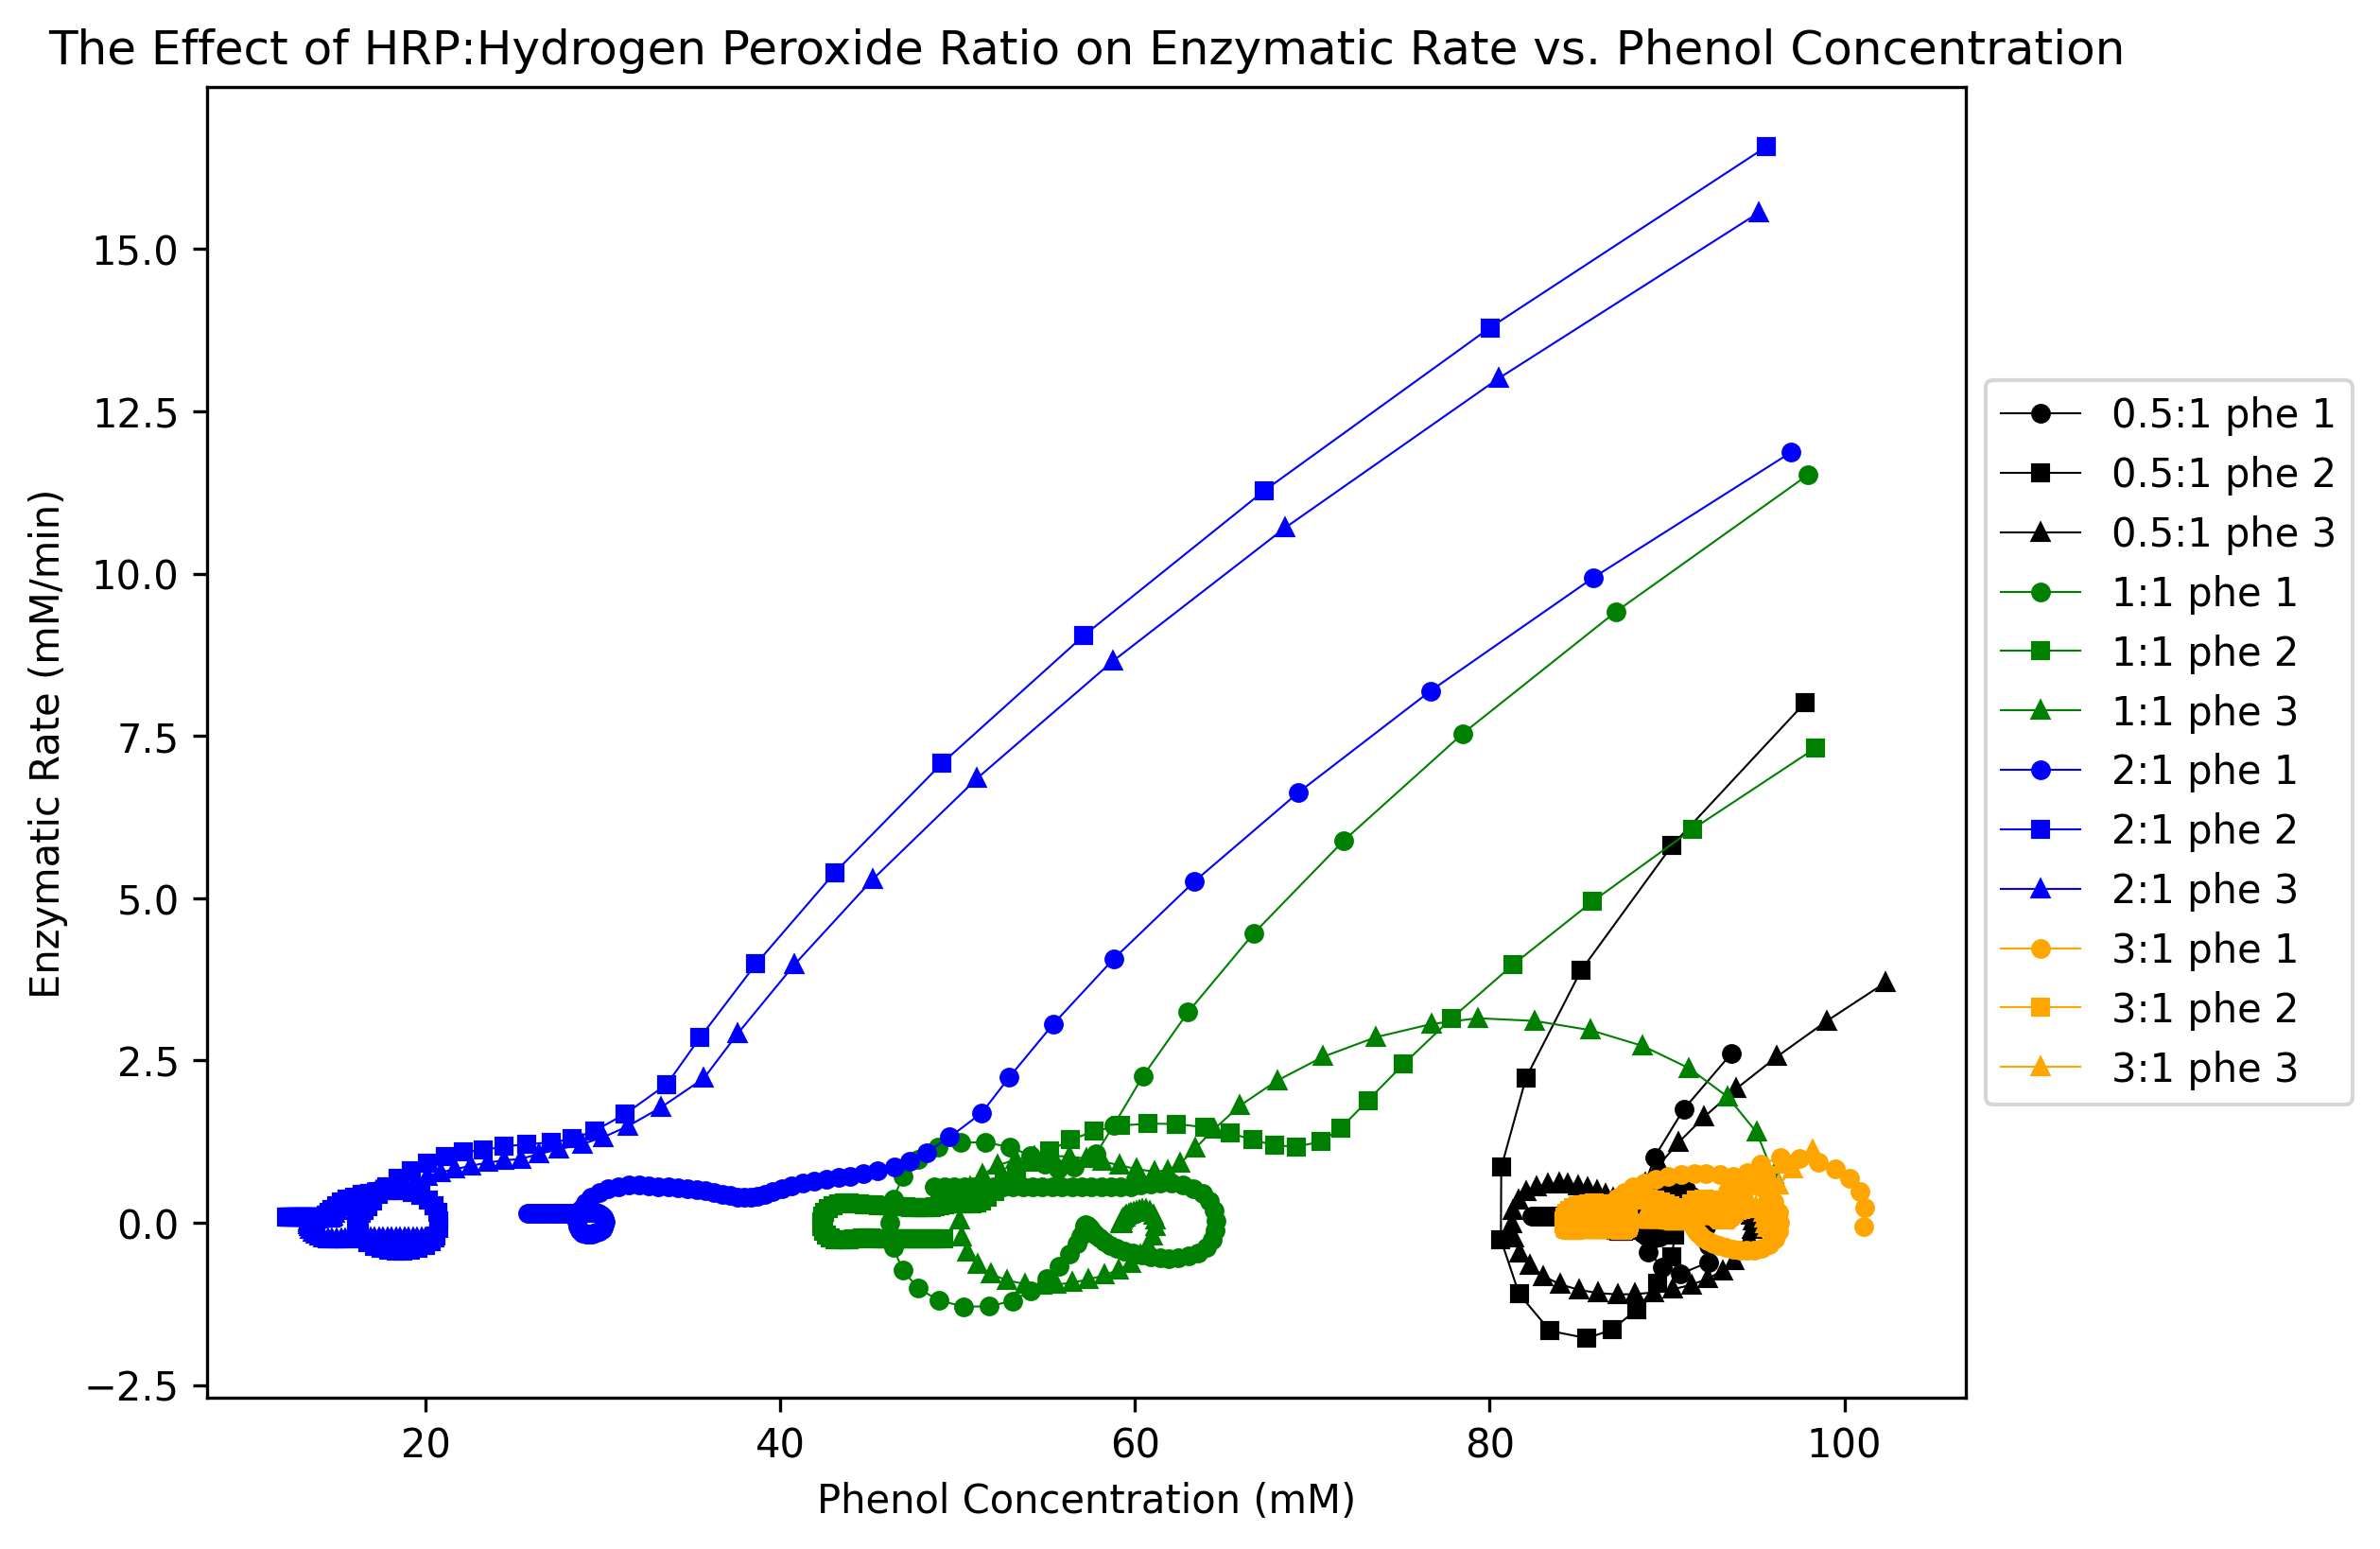 The Effect of HRP:Hydrogen Peroxide Ratio on Enzymatic Rate vs. Phenol Concentration
Enzymatic Rate (mM/min)
15.0
12.5
10.0
7.5
5.0
2.5
0.0
−2.5
20
40
60
80
100
Phenol Concentration (mM)
0.5:1 phe 1
0.5:1 phe 2
0.5:1 phe 3
1:1 phe 1
1:1 phe 2
1:1 phe 3
2:1 phe 1
2:1 phe 2
2:1 phe 3
3:1 phe 1
3:1 phe 2
3:1 phe 3